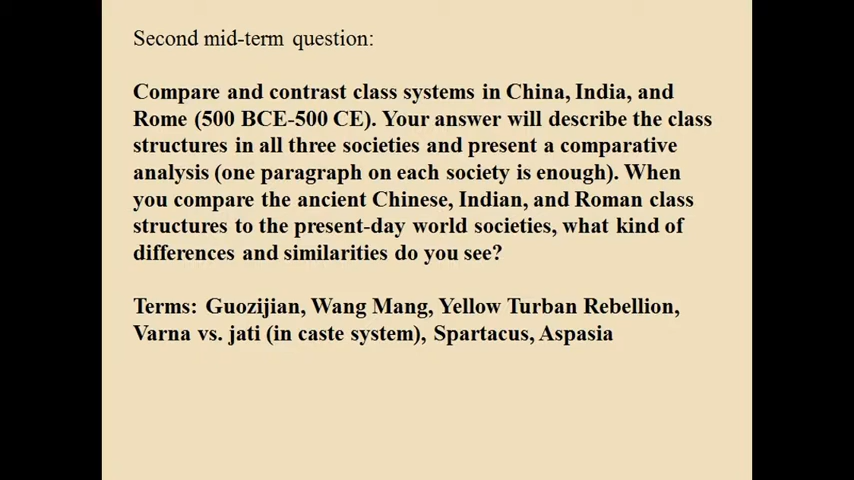 Second mid-term question:
Compare and contrast class systems in China, India, and
Rome (500 BCE-500 CE). Your answer will describe the class
structures in all three societies and present a comparative
analysis (one paragraph on each society is enough). When
you compare the ancient Chinese, Indian, and Roman class
structures to the present-day world societies, what kind of
differences and similarities do you see?
Terms: Guozijian, Wang Mang, Yellow Turban Rebellion,
Varna vs. jati (in caste system), Spartacus, Aspasia